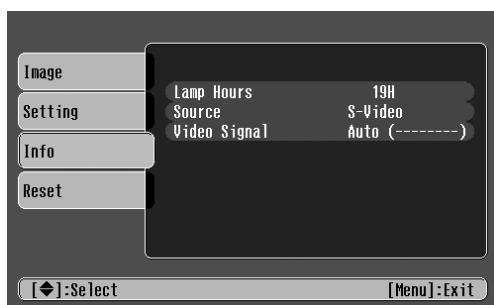 Image
Setting
Info
Reset
Lamp Hours 19H
Source S-Video
Video Signal Auto (--------)
[◆]:Select [Menu]:Exit